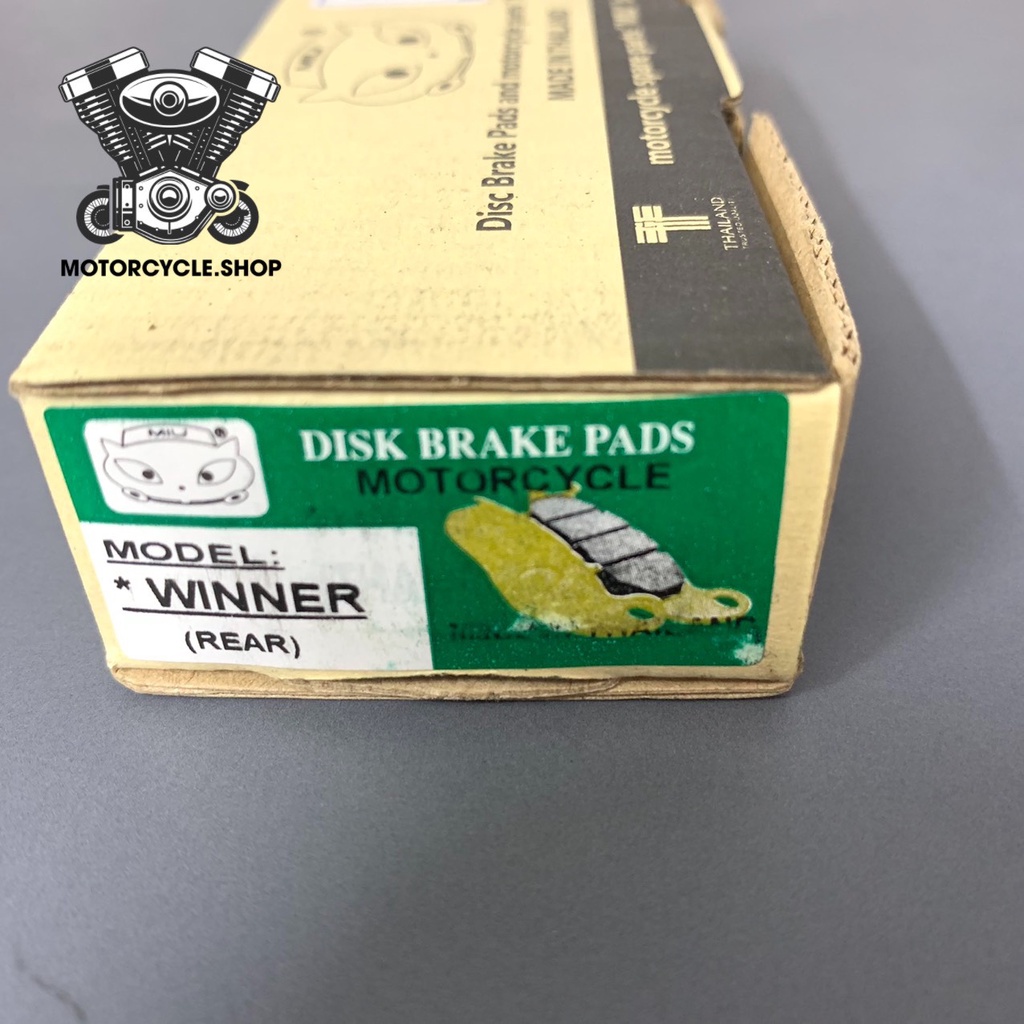 MOTORCYCLE.SHOP
Disc Brake Pads and motorcycle spare
MADE IN THAILAND
motorcycle spare parts
THAILAND
MIU ®
DISK BRAKE PADS
MOTORCYCLE
MODEL:
* WINNER
(REAR)